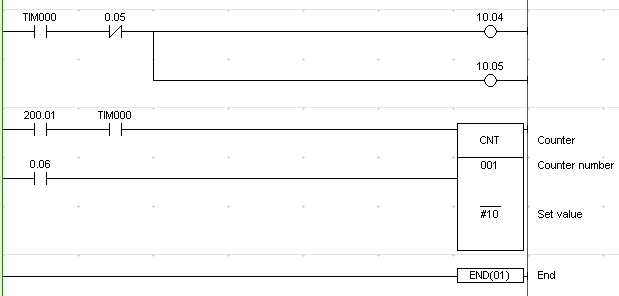 TIM000 0.05 10.04
10.05
200.01 TIM000
CNT Counter
0.06 001 Counter number
#10 Set value
END(01) End